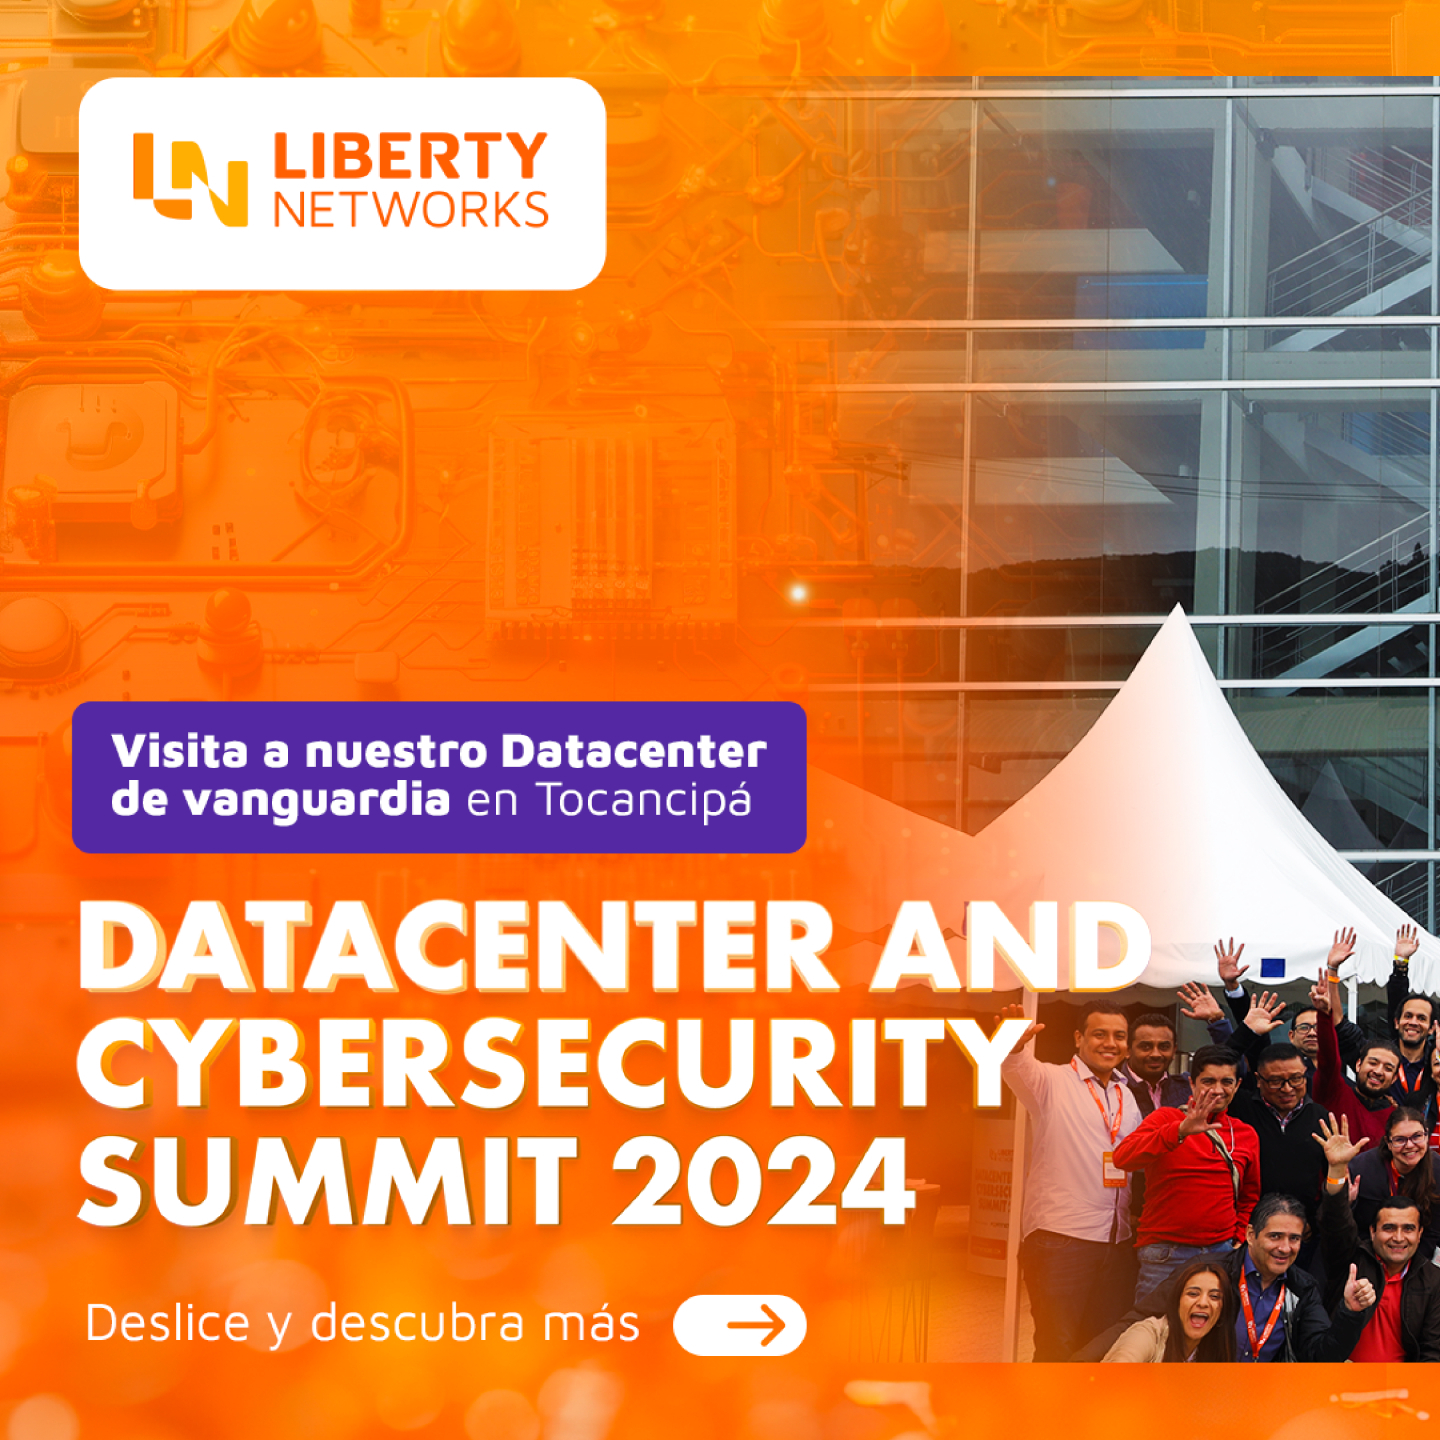 LIBERTY
NETWORKS
Visita a nuestro Datacenter
de vanguardia en Tocancipá
DATACENTER AND
CYBERSECURITY
SUMMIT 2024
Deslice y descubra más